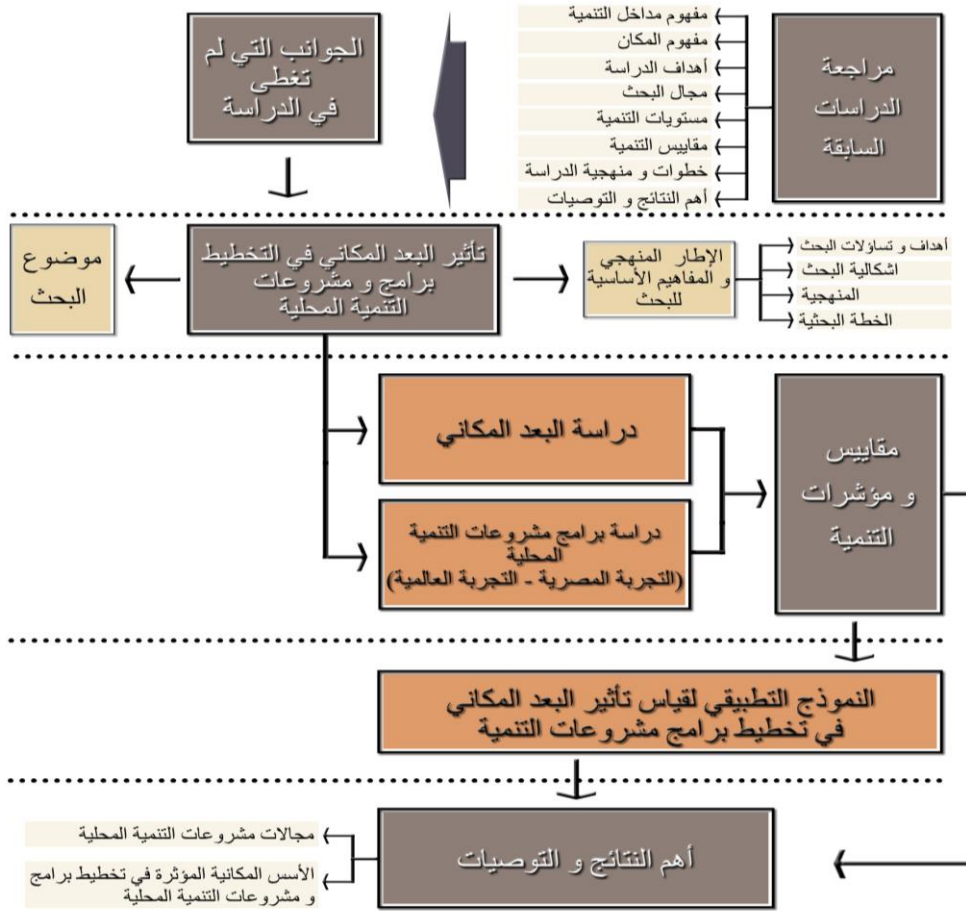 مراجعة
الدراسات
السابقة
مفهوم مداخل التنمية
مفهوم المكان
أهداف الدراسة
مجال البحث
مستويات التنمية
مقاييس التنمية
خطوات و منهجية الدراسة
أهم النتائج و التوصيات
الجوانب التي لم
تغطى
في الدراسة
تأثير البعد المكاني في التخطيط
برامج و مشروعات
التنمية المحلية
موضوع
البحث
الإطار المنهجي
و المفاهيم الأساسية
للبحث
أهداف و تساؤلات البحث
اشكالية البحث
المنهجية
الخطة البحثية
دراسة البعد المكاني
دراسة برامج مشروعات التنمية
المحلية
(التجربة المصرية - التجربة العالمية)
مقاييس
و مؤشرات
التنمية
النموذج التطبيقي لقياس تأثير البعد المكاني
في تخطيط برامج مشروعات التنمية
أهم النتائج و التوصيات
مجالات مشروعات التنمية المحلية
الأسس المكانية المؤثرة في تخطيط برامج
و مشروعات التنمية المحلية